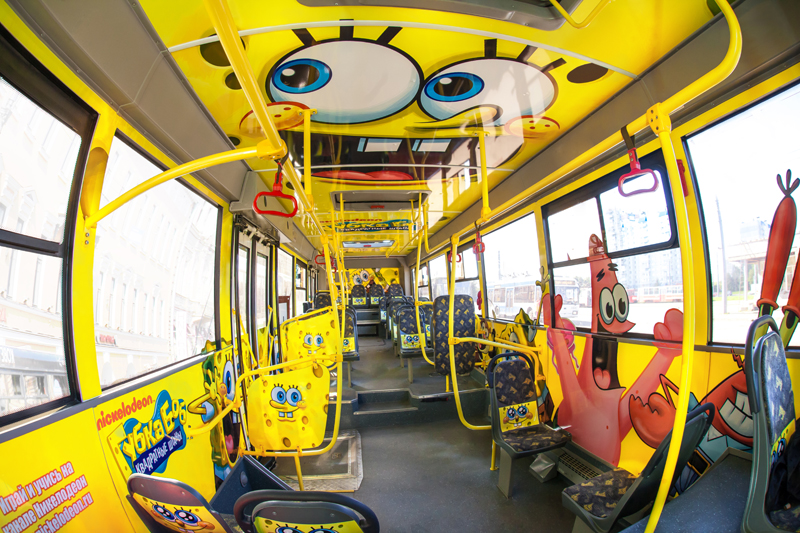 nickelodeon
ГУБКА БОБ
КВАДРАТНЫЕ ШТАНЫ
Играй и учись на
канале Никелодеон
nickelodeon.ru